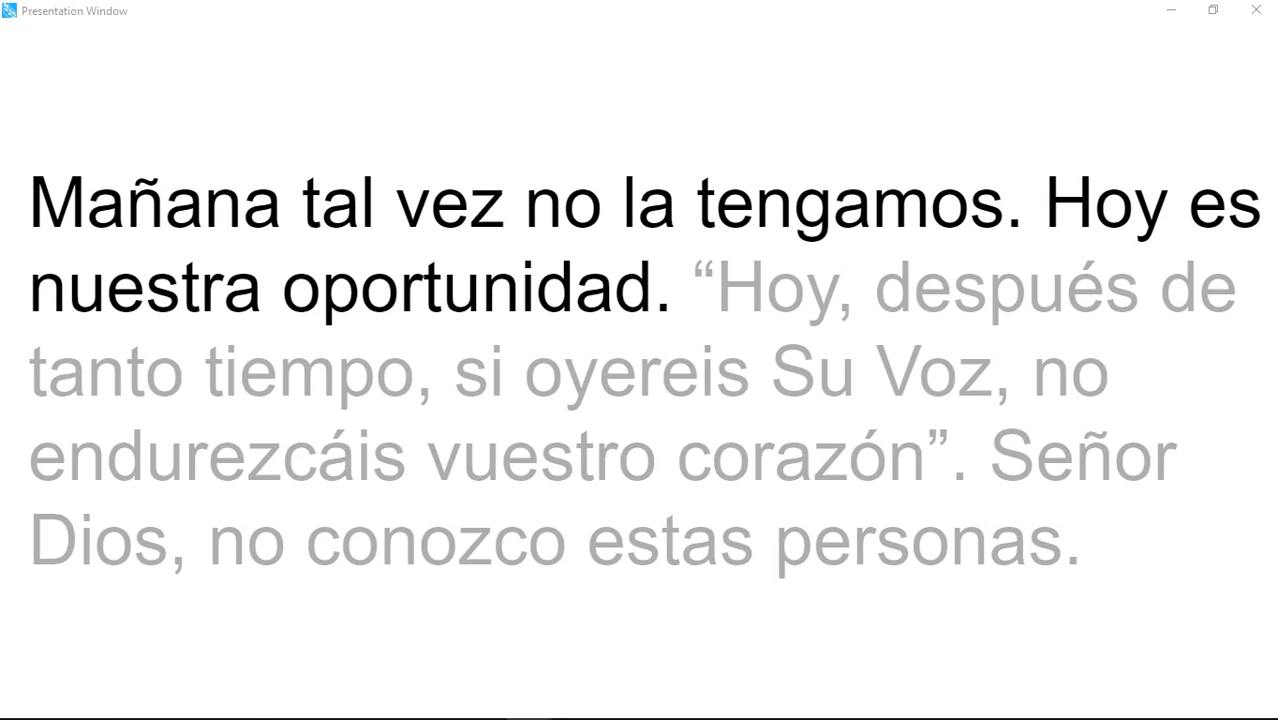 Presentation Window
Mañana tal vez no la tengamos. Hoy es
nuestra oportunidad. “Hoy, después de
tanto tiempo, si oyereis Su Voz, no
endurezcáis vuestro corazón”. Señor
Dios, no conozco estas personas.